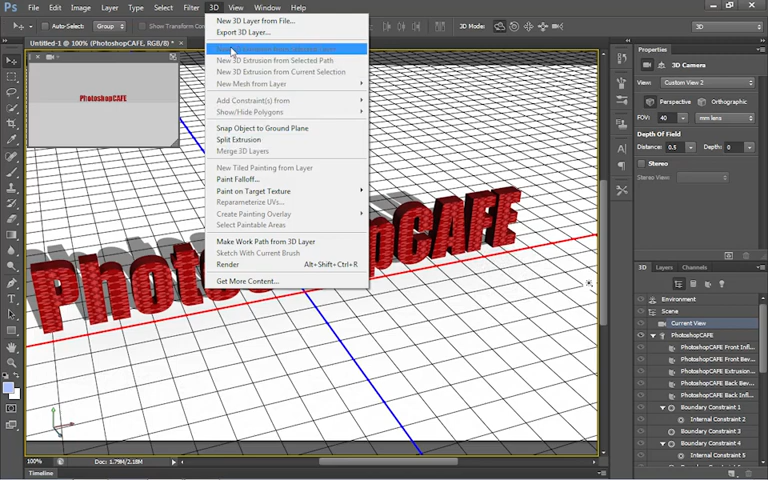 Ps File Edit Image Layer Type Select Filter 3D View Window Help
Auto-Select: Group Show Transform 3D Mode: 3D
Untitled-1 @ 100% (PhotoshopCAFE, RGB/8) *
PhotoshopCAFE
New 3D Layer from File...
Export 3D Layer...
New 3D Extrusion from Selected Path
New 3D Extrusion from Current Selection
New Mesh from Layer
Add Constraint(s) from
Show/Hide Polygons
Snap Object to Ground Plane
Split Extrusion
Merge 3D Layers
New Tiled Painting from Layer
Paint Falloff...
Paint on Target Texture
Reparameterize UVs...
Create Painting Overlay
Select Paintable Areas
Make Work Path from 3D Layer
Sketch With Current Brush
Render Alt+Shift+Ctrl+R
Get More Content...
PhotoshopCAFE
Properties
3D Camera
View: Custom View 2
Perspective Orthographic
FOV: 40 mm lens
Depth Of Field
Distance: 0.5 Depth: 0
Stereo
Stereo View:
3D Layers Channels
Environment
Scene
Current View
PhotoshopCAFE
PhotoshopCAFE Front Infl...
PhotoshopCAFE Front Bev...
PhotoshopCAFE Extrusion...
PhotoshopCAFE Back Bev...
PhotoshopCAFE Back Infl...
Boundary Constraint 1
Internal Constraint 2
Boundary Constraint 3
Boundary Constraint 4
Internal Constraint 5
100% Doc: 1.79M/2.18M
Timeline